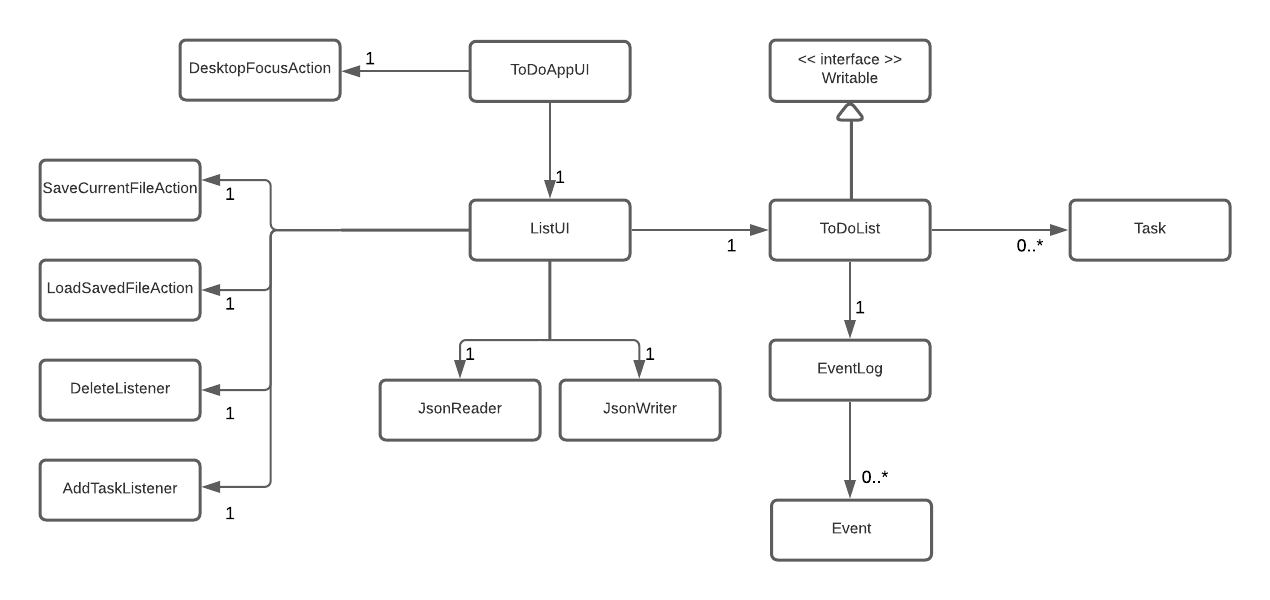 DesktopFocusAction
1
ToDoAppUI
<< interface >>
Writable
1
SaveCurrentFileAction
1
ListUI
1
ToDoList
0..*
Task
LoadSavedFileAction
1
1
1
1
JsonReader
JsonWriter
EventLog
DeleteListener
1
AddTaskListener
1
0..*
Event